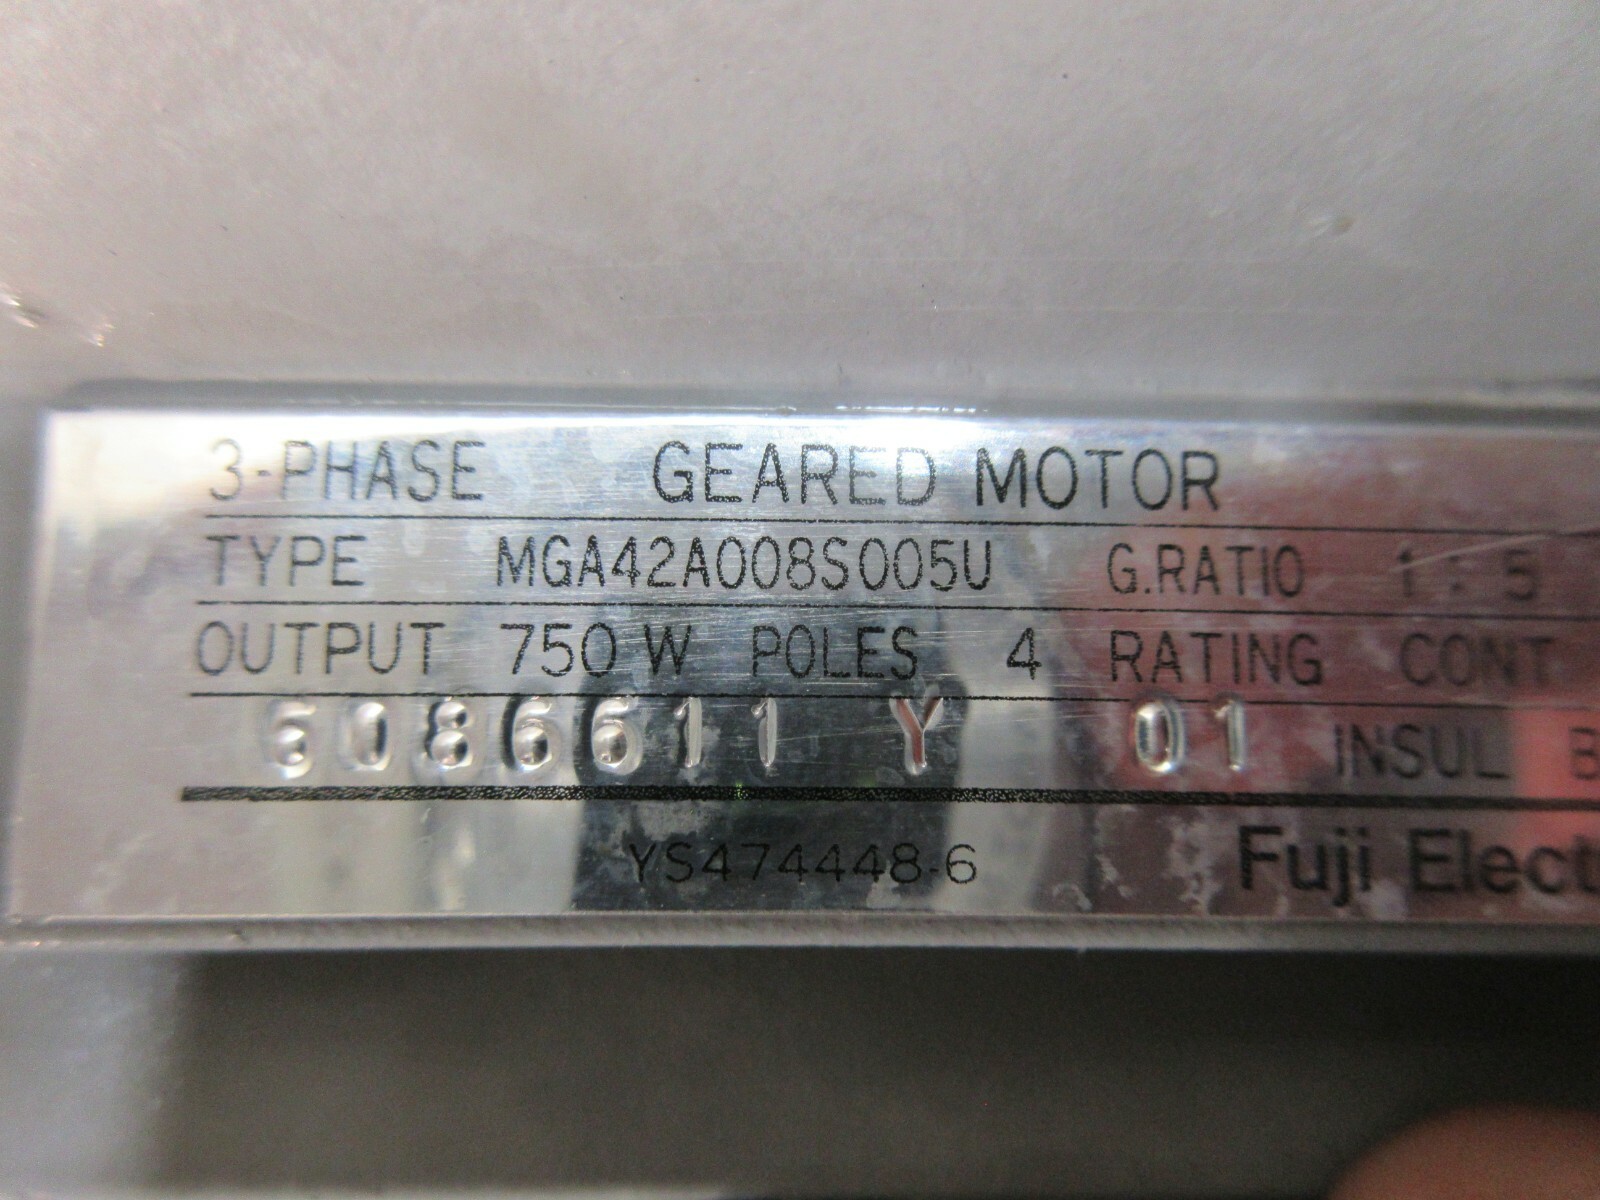 3-PHASE GEARED MOTOR
TYPE MGA42A008S005U G.RATIO 1:5
OUTPUT 750 W POLES 4 RATING CONT
6086611 Y 01 INSUL B
YS474448-6 Fuji Elect